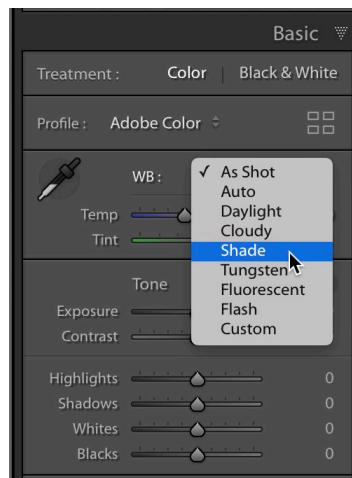 Basic
Treatment : Color | Black & White
Profile : Adobe Color
WB : ✓ As Shot
Auto
Daylight
Temp
Cloudy
Tint
Shade
Tungsten
Tone
Fluorescent
Exposure
Flash
Contrast
Custom
Highlights 0
Shadows 0
Whites 0
Blacks 0